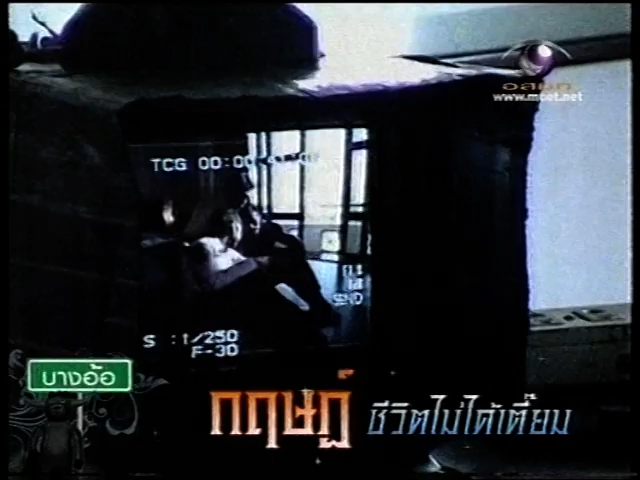 อสมท
www.mcot.net
TCG 00:00
S :1/250
F-30
บางอ้อ
กฤษฏ์ ชีวิตไม่ได้เตี๊ยม